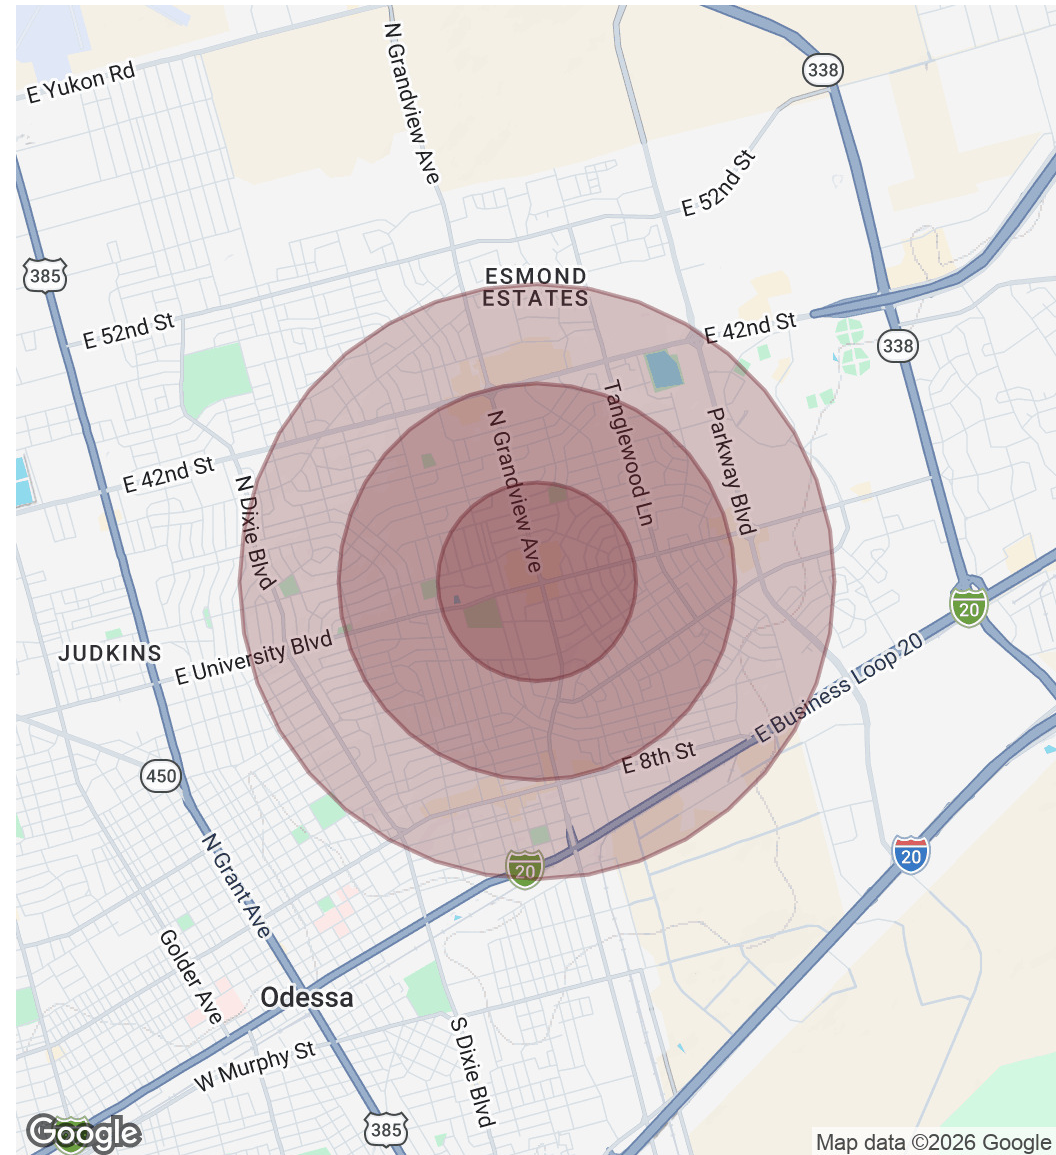 N Grandview Ave
338
E Yukon Rd
E 52nd St
385
ESMOND
ESTATES
E 52nd St
E 42nd St
338
Tanglewood Ln
N Grandview Ave
Parkway Blvd
E 42nd St
N Dixie Blvd
20
E University Blvd
JUDKINS
E Business Loop 20
E 8th St
450
N Grant Ave
20
20
Golder Ave
Odessa
S Dixie Blvd
W Murphy St
Google
385
Map data ©2026 Google